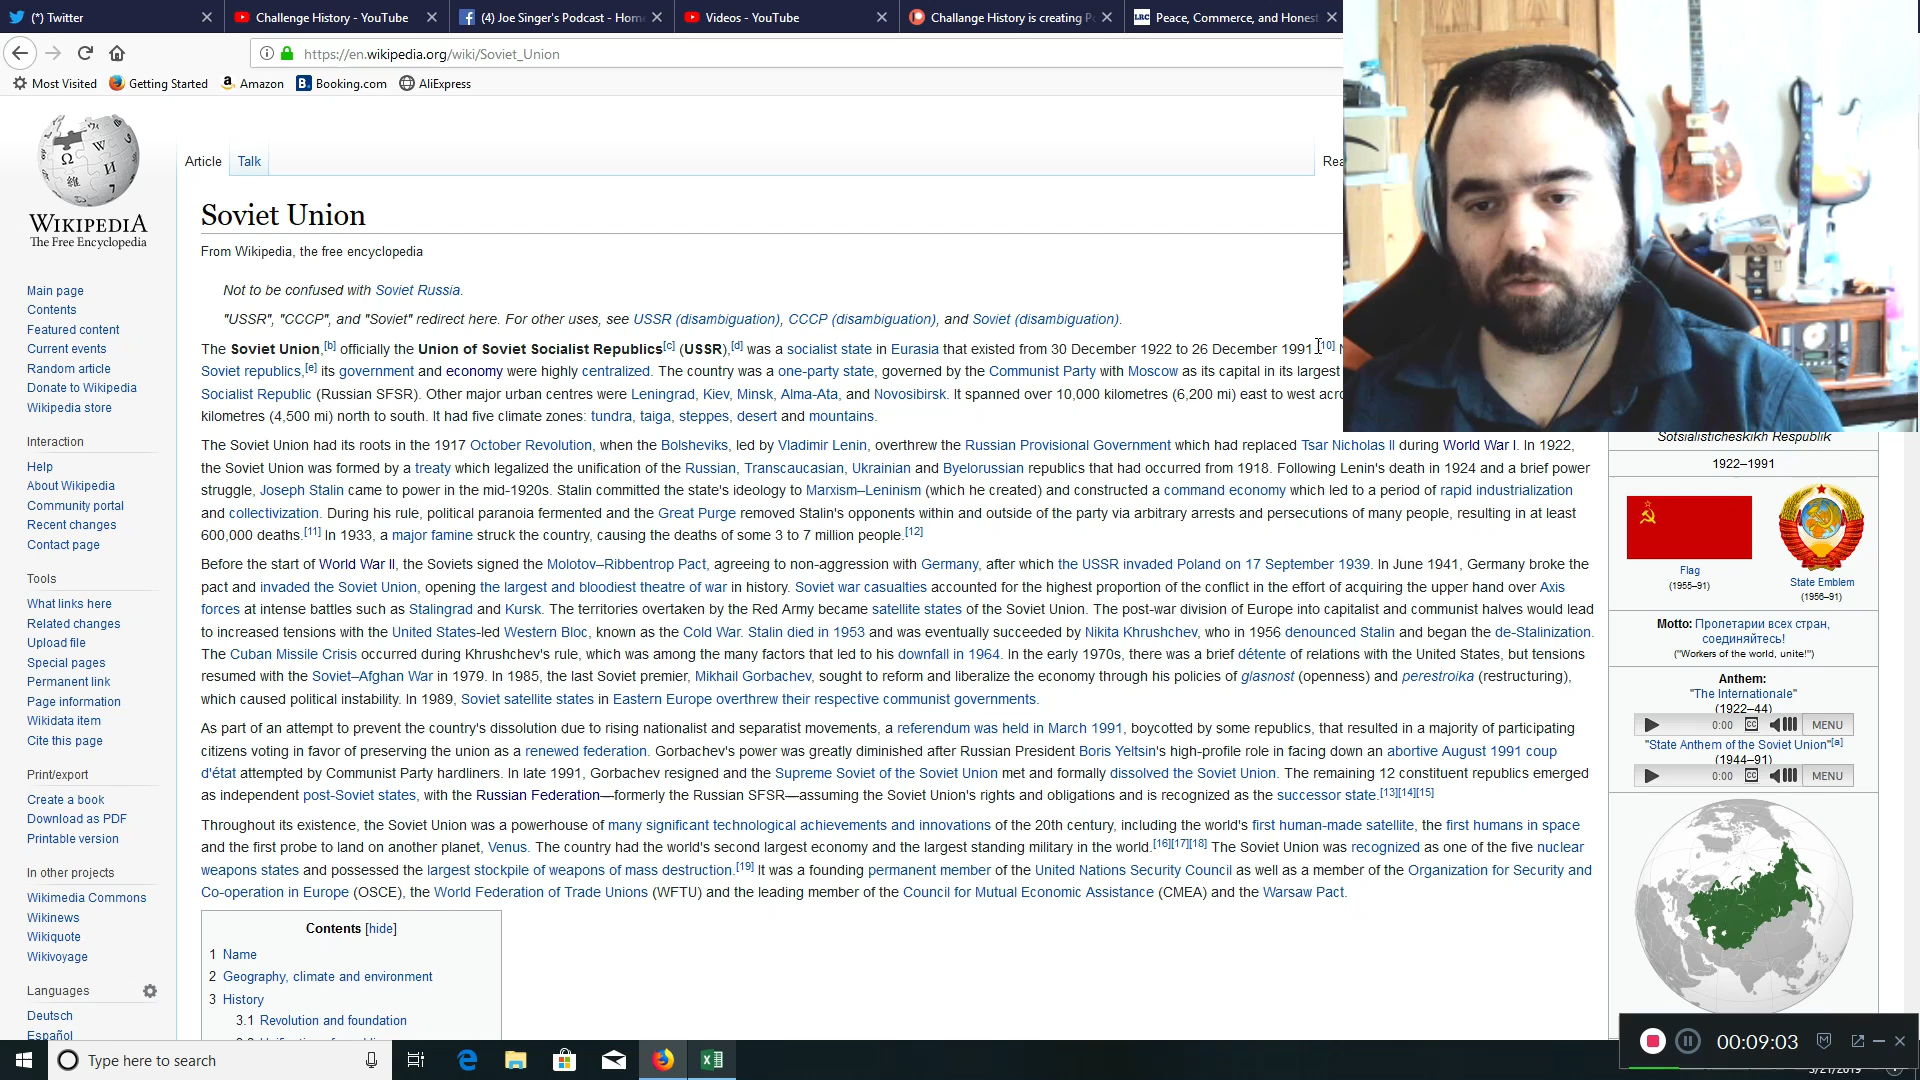 (*) Twitter
Challenge History - YouTube
(4) Joe Singer's Podcast - Hom
Videos - YouTube
Challange History is creating P
LRC Peace, Commerce, and Honest
https://en.wikipedia.org/wiki/Soviet_Union
Most Visited
Getting Started
Amazon
B. Booking.com
AliExpress
WIKIPEDIA
The Free Encyclopedia
Main page
Contents
Featured content
Current events
Random article
Donate to Wikipedia
Wikipedia store
Interaction
Help
About Wikipedia
Community portal
Recent changes
Contact page
Tools
What links here
Related changes
Upload file
Special pages
Permanent link
Page information
Wikidata item
Cite this page
Print/export
Create a book
Download as PDF
Printable version
In other projects
Wikimedia Commons
Wikinews
Wikiquote
Wikivoyage
Languages
Deutsch
Español
Article
Talk
Rea
Soviet Union
From Wikipedia, the free encyclopedia
Not to be confused with Soviet Russia.
"USSR", "CCCP", and "Soviet" redirect here. For other uses, see USSR (disambiguation), CCCP (disambiguation), and Soviet (disambiguation).
The Soviet Union,[b] officially the Union of Soviet Socialist Republics[c] (USSR),[d] was a socialist state in Eurasia that existed from 30 December 1922 to 26 December 1991.[10]
Soviet republics,[e] its government and economy were highly centralized. The country was a one-party state, governed by the Communist Party with Moscow as its capital in its largest
Socialist Republic (Russian SFSR). Other major urban centres were Leningrad, Kiev, Minsk, Alma-Ata, and Novosibirsk. It spanned over 10,000 kilometres (6,200 mi) east to west acro
kilometres (4,500 mi) north to south. It had five climate zones: tundra, taiga, steppes, desert and mountains.
The Soviet Union had its roots in the 1917 October Revolution, when the Bolsheviks, led by Vladimir Lenin, overthrew the Russian Provisional Government which had replaced Tsar Nicholas II during World War I. In 1922,
the Soviet Union was formed by a treaty which legalized the unification of the Russian, Transcaucasian, Ukrainian and Byelorussian republics that had occurred from 1918. Following Lenin's death in 1924 and a brief power
struggle, Joseph Stalin came to power in the mid-1920s. Stalin committed the state's ideology to Marxism–Leninism (which he created) and constructed a command economy which led to a period of rapid industrialization
and collectivization. During his rule, political paranoia fermented and the Great Purge removed Stalin's opponents within and outside of the party via arbitrary arrests and persecutions of many people, resulting in at least
600,000 deaths.[11] In 1933, a major famine struck the country, causing the deaths of some 3 to 7 million people.[12]
Before the start of World War II, the Soviets signed the Molotov–Ribbentrop Pact, agreeing to non-aggression with Germany, after which the USSR invaded Poland on 17 September 1939. In June 1941, Germany broke the
pact and invaded the Soviet Union, opening the largest and bloodiest theatre of war in history. Soviet war casualties accounted for the highest proportion of the conflict in the effort of acquiring the upper hand over Axis
forces at intense battles such as Stalingrad and Kursk. The territories overtaken by the Red Army became satellite states of the Soviet Union. The post-war division of Europe into capitalist and communist halves would lead
to increased tensions with the United States-led Western Bloc, known as the Cold War. Stalin died in 1953 and was eventually succeeded by Nikita Khrushchev, who in 1956 denounced Stalin and began the de-Stalinization.
The Cuban Missile Crisis occurred during Khrushchev's rule, which was among the many factors that led to his downfall in 1964. In the early 1970s, there was a brief détente of relations with the United States, but tensions
resumed with the Soviet–Afghan War in 1979. In 1985, the last Soviet premier, Mikhail Gorbachev, sought to reform and liberalize the economy through his policies of glasnost (openness) and perestroika (restructuring),
which caused political instability. In 1989, Soviet satellite states in Eastern Europe overthrew their respective communist governments.
As part of an attempt to prevent the country's dissolution due to rising nationalist and separatist movements, a referendum was held in March 1991, boycotted by some republics, that resulted in a majority of participating
citizens voting in favor of preserving the union as a renewed federation. Gorbachev's power was greatly diminished after Russian President Boris Yeltsin's high-profile role in facing down an abortive August 1991 coup
d'état attempted by Communist Party hardliners. In late 1991, Gorbachev resigned and the Supreme Soviet of the Soviet Union met and formally dissolved the Soviet Union. The remaining 12 constituent republics emerged
as independent post-Soviet states, with the Russian Federation—formerly the Russian SFSR—assuming the Soviet Union's rights and obligations and is recognized as the successor state.[13][14][15]
Throughout its existence, the Soviet Union was a powerhouse of many significant technological achievements and innovations of the 20th century, including the world's first human-made satellite, the first humans in space
and the first probe to land on another planet, Venus. The country had the world's second largest economy and the largest standing military in the world.[16][17][18] The Soviet Union was recognized as one of the five nuclear
weapons states and possessed the largest stockpile of weapons of mass destruction.[19] It was a founding permanent member of the United Nations Security Council as well as a member of the Organization for Security and
Co-operation in Europe (OSCE), the World Federation of Trade Unions (WFTU) and the leading member of the Council for Mutual Economic Assistance (CMEA) and the Warsaw Pact.
Contents [hide]
1 Name
2 Geography, climate and environment
3 History
3.1 Revolution and foundation
Sotsialisticheskikh Respublik
1922–1991
Flag
(1955–91)
State Emblem
(1956–91)
Motto: Пролетарии всех стран,
соединяйтесь!
("Workers of the world, unite!")
Anthem:
"The Internationale"
(1922–44)
0:00 CC MENU
"State Anthem of the Soviet Union"[a]
(1944–91)
0:00 CC MENU
Type here to search
00:09:03
3/21/2019